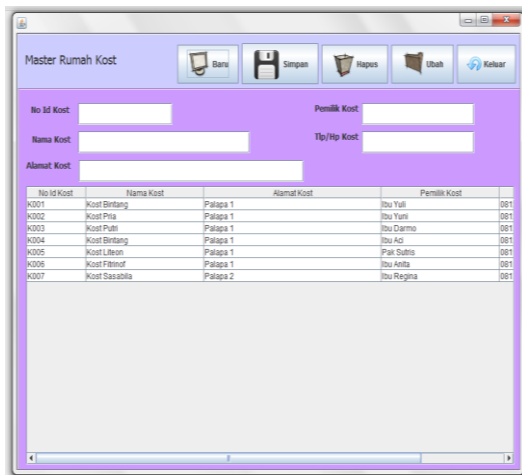 Master Rumah Kost
Baru Simpan Hapus Ubah Keluar
No Id Kost Pemilik Kost
Nama Kost Tlp/Hp Kost
Alamat Kost
No Id Kost Nama Kost Alamat Kost Pemilik Kost
K001 Kost Bintang Palapa 1 Ibu Yuli 081
K002 Kost Pria Palapa 1 Ibu Yuni 081
K003 Kost Putri Palapa 1 Ibu Darmo 081
K004 Kost Bintang Palapa 1 Ibu Aci 081
K005 Kost Liteon Palapa 1 Pak Sutris 081
K006 Kost Fitrinof Palapa 1 Ibu Anita 081
K007 Kost Sasabila Palapa 2 Ibu Regina 081